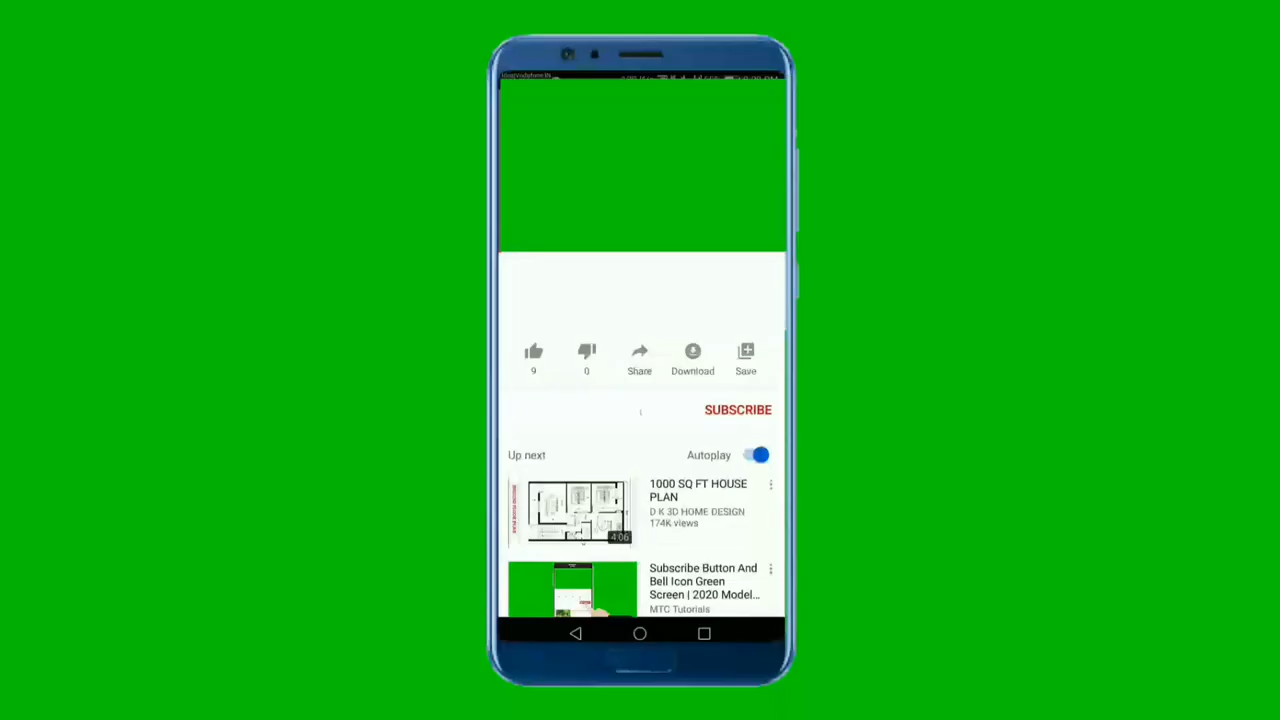 9
0
Share
Download
Save
SUBSCRIBE
Up next
Autoplay
1000 SQ FT HOUSE
PLAN
D K 3D HOME DESIGN
174K views
4:06
Subscribe Button And
Bell Icon Green
Screen | 2020 Model...
MTC Tutorials